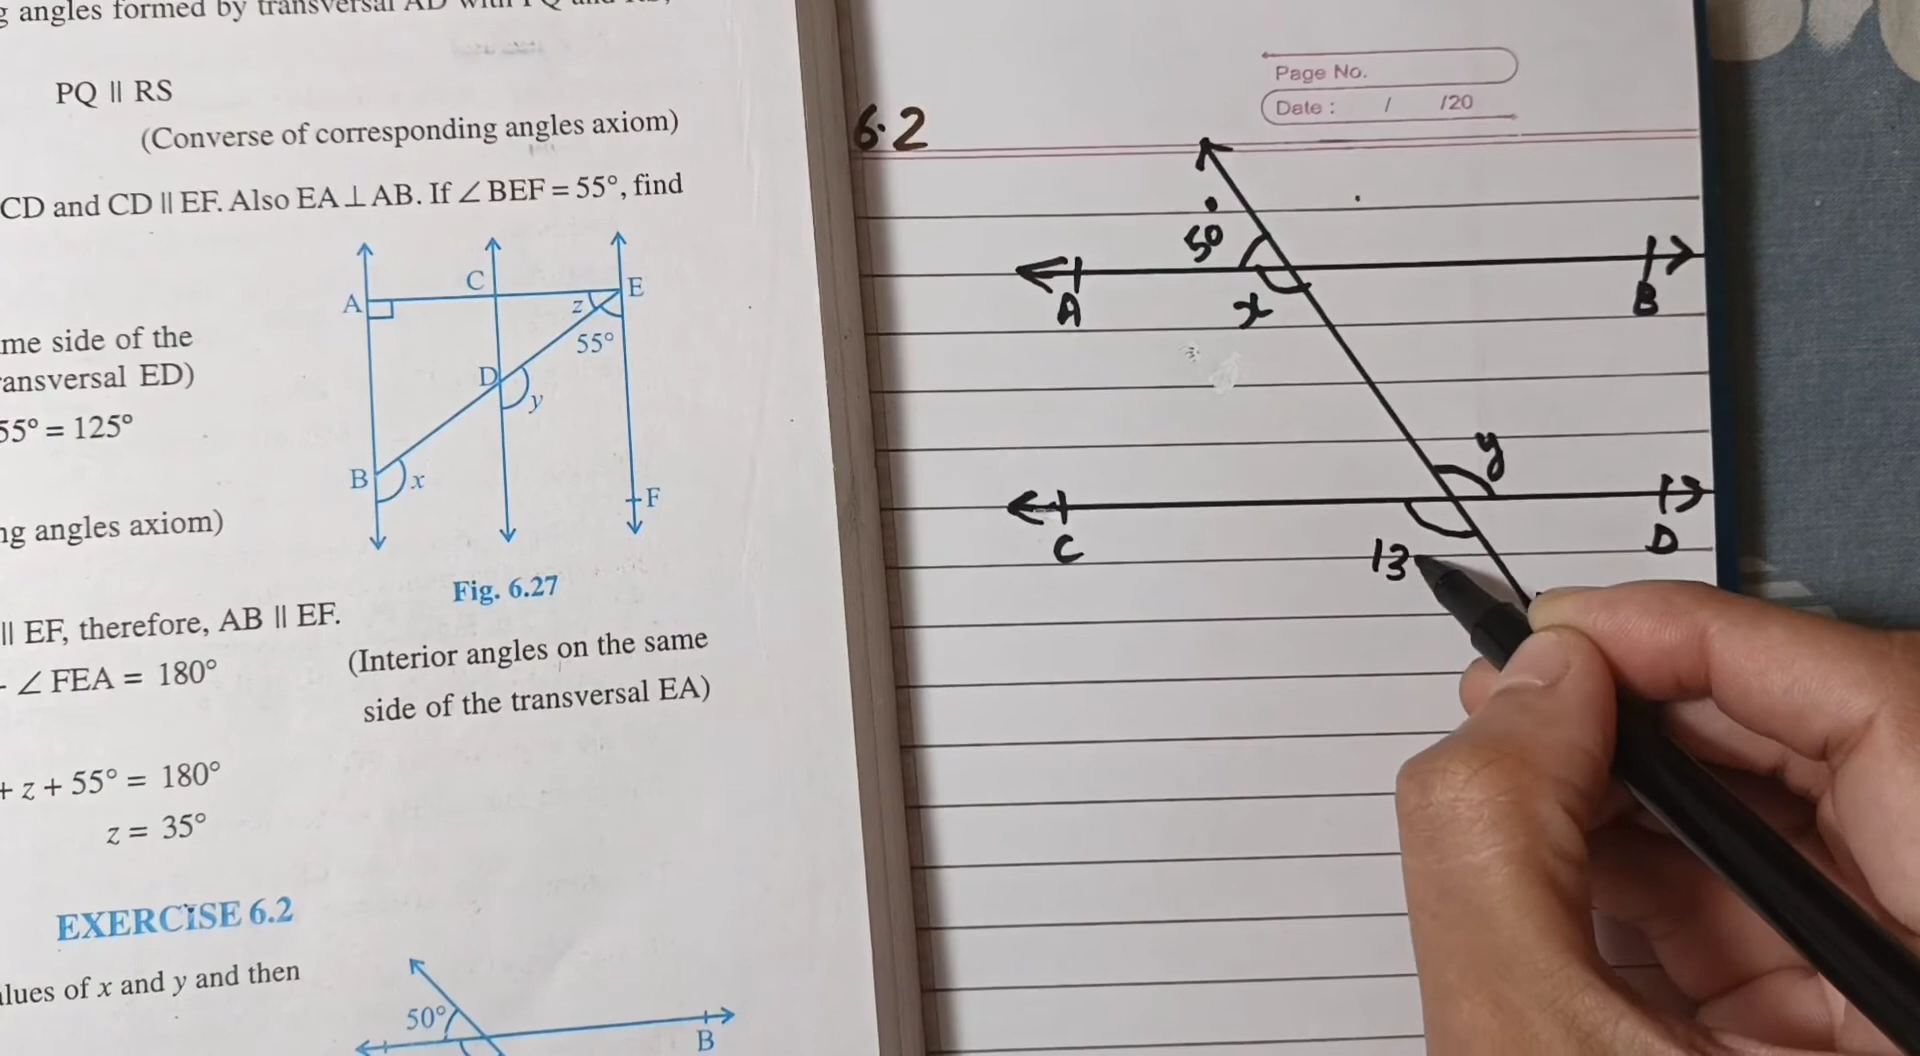 angles formed by transversal AD with PQ and
PQ || RS
(Converse of corresponding angles axiom)
CD and CD || EF. Also EA ⊥ AB. If ∠ BEF = 55°, find
A
C
E
z
55°
me side of the
ansversal ED)
D
y
55° = 125°
B
x
F
ng angles axiom)
Fig. 6.27
|| EF, therefore, AB || EF.
- ∠ FEA = 180°
(Interior angles on the same
side of the transversal EA)
+ z + 55° = 180°
z = 35°
EXERCISE 6.2
alues of x and y and then
50°
B
Page No.
Date : / /20
6.2
50
A
x
B
y
C
13
D